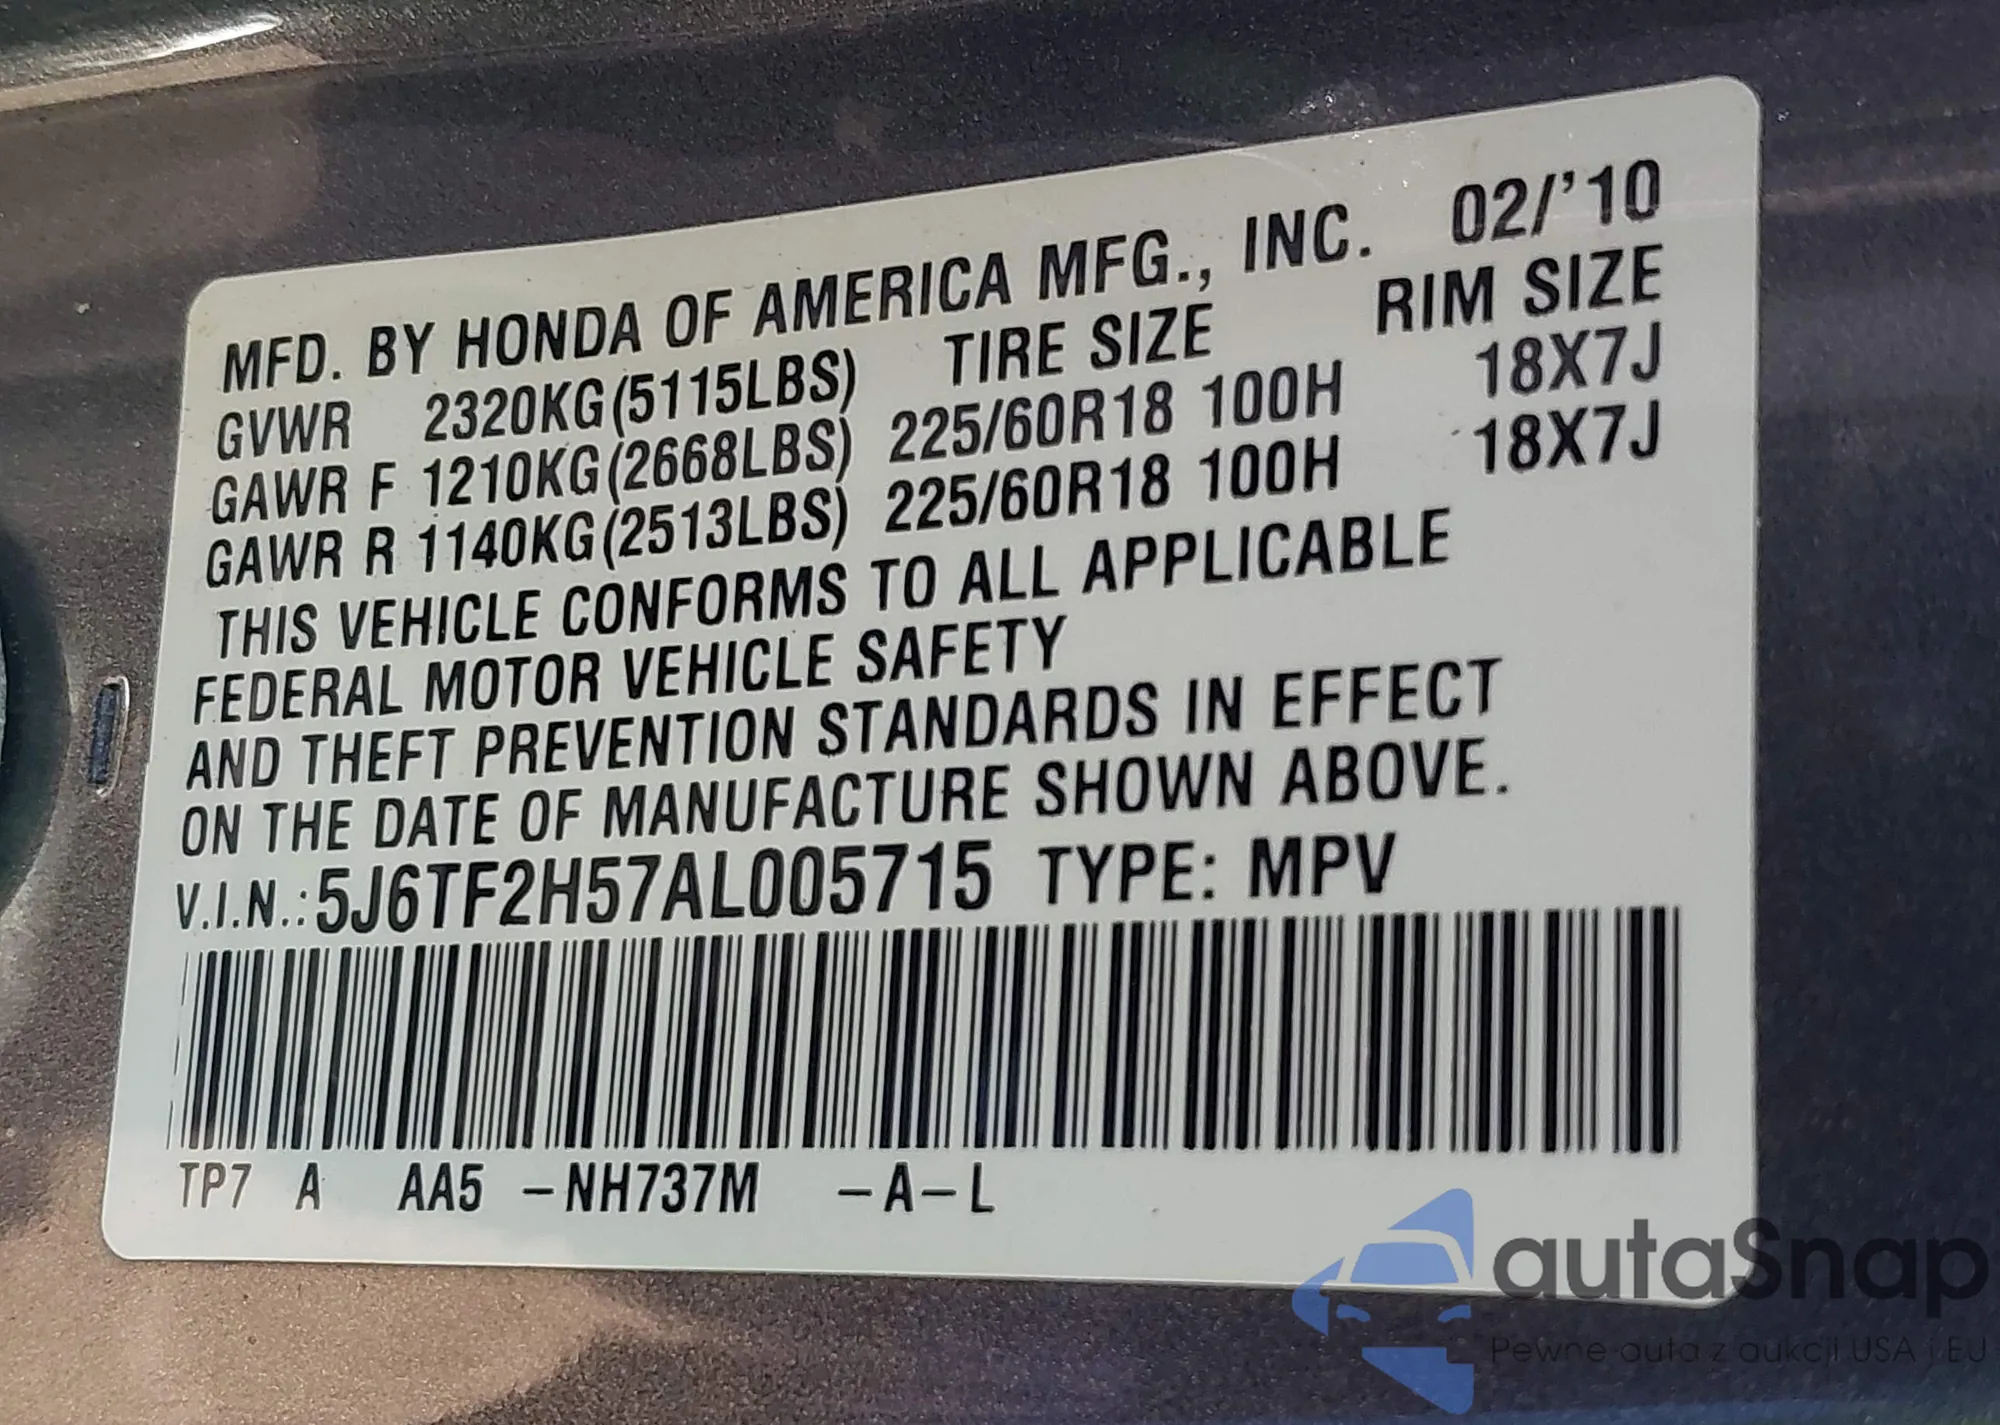 MFD. BY HONDA OF AMERICA MFG., INC. 02/'10
GVWR 2320KG(5115LBS) TIRE SIZE RIM SIZE
GAWR F 1210KG(2668LBS) 225/60R18 100H 18X7J
GAWR R 1140KG(2513LBS) 225/60R18 100H 18X7J
THIS VEHICLE CONFORMS TO ALL APPLICABLE
FEDERAL MOTOR VEHICLE SAFETY
AND THEFT PREVENTION STANDARDS IN EFFECT
ON THE DATE OF MANUFACTURE SHOWN ABOVE.
V.I.N.: 5J6TF2H57AL005715 TYPE: MPV
TP7 A AA5 -NH737M -A-L
autaSnap
Pewne auta z aukcji USA i EU